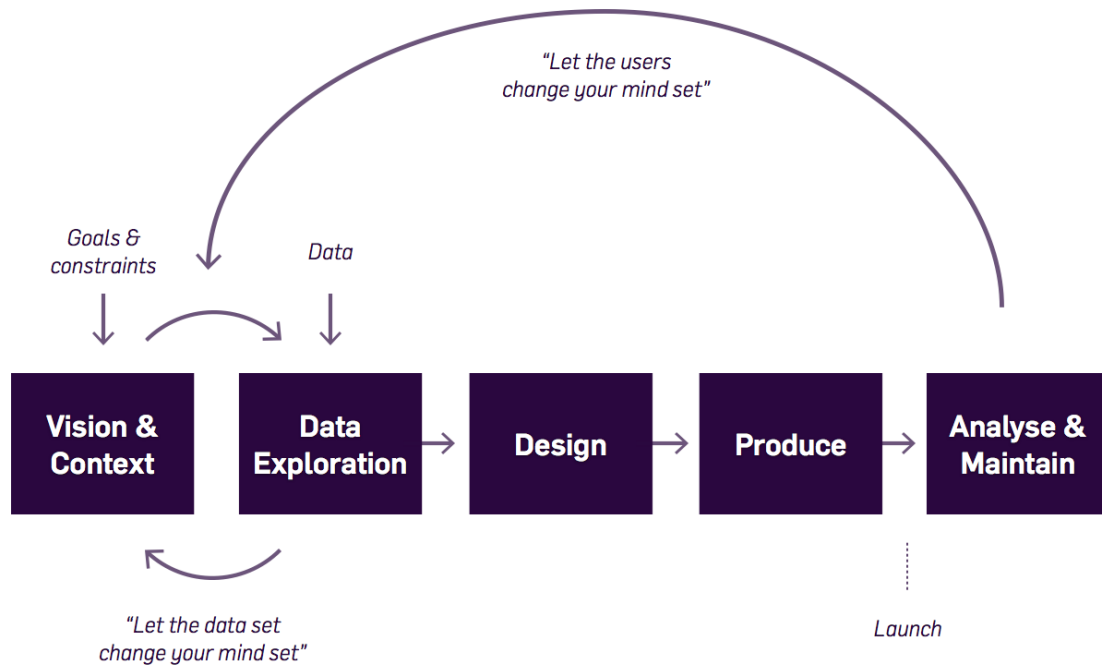 “Let the users
change your mind set”
Goals &
constraints
Data
Vision &
Context
Data
Exploration
Design
Produce
Analyse &
Maintain
“Let the data set
change your mind set”
Launch